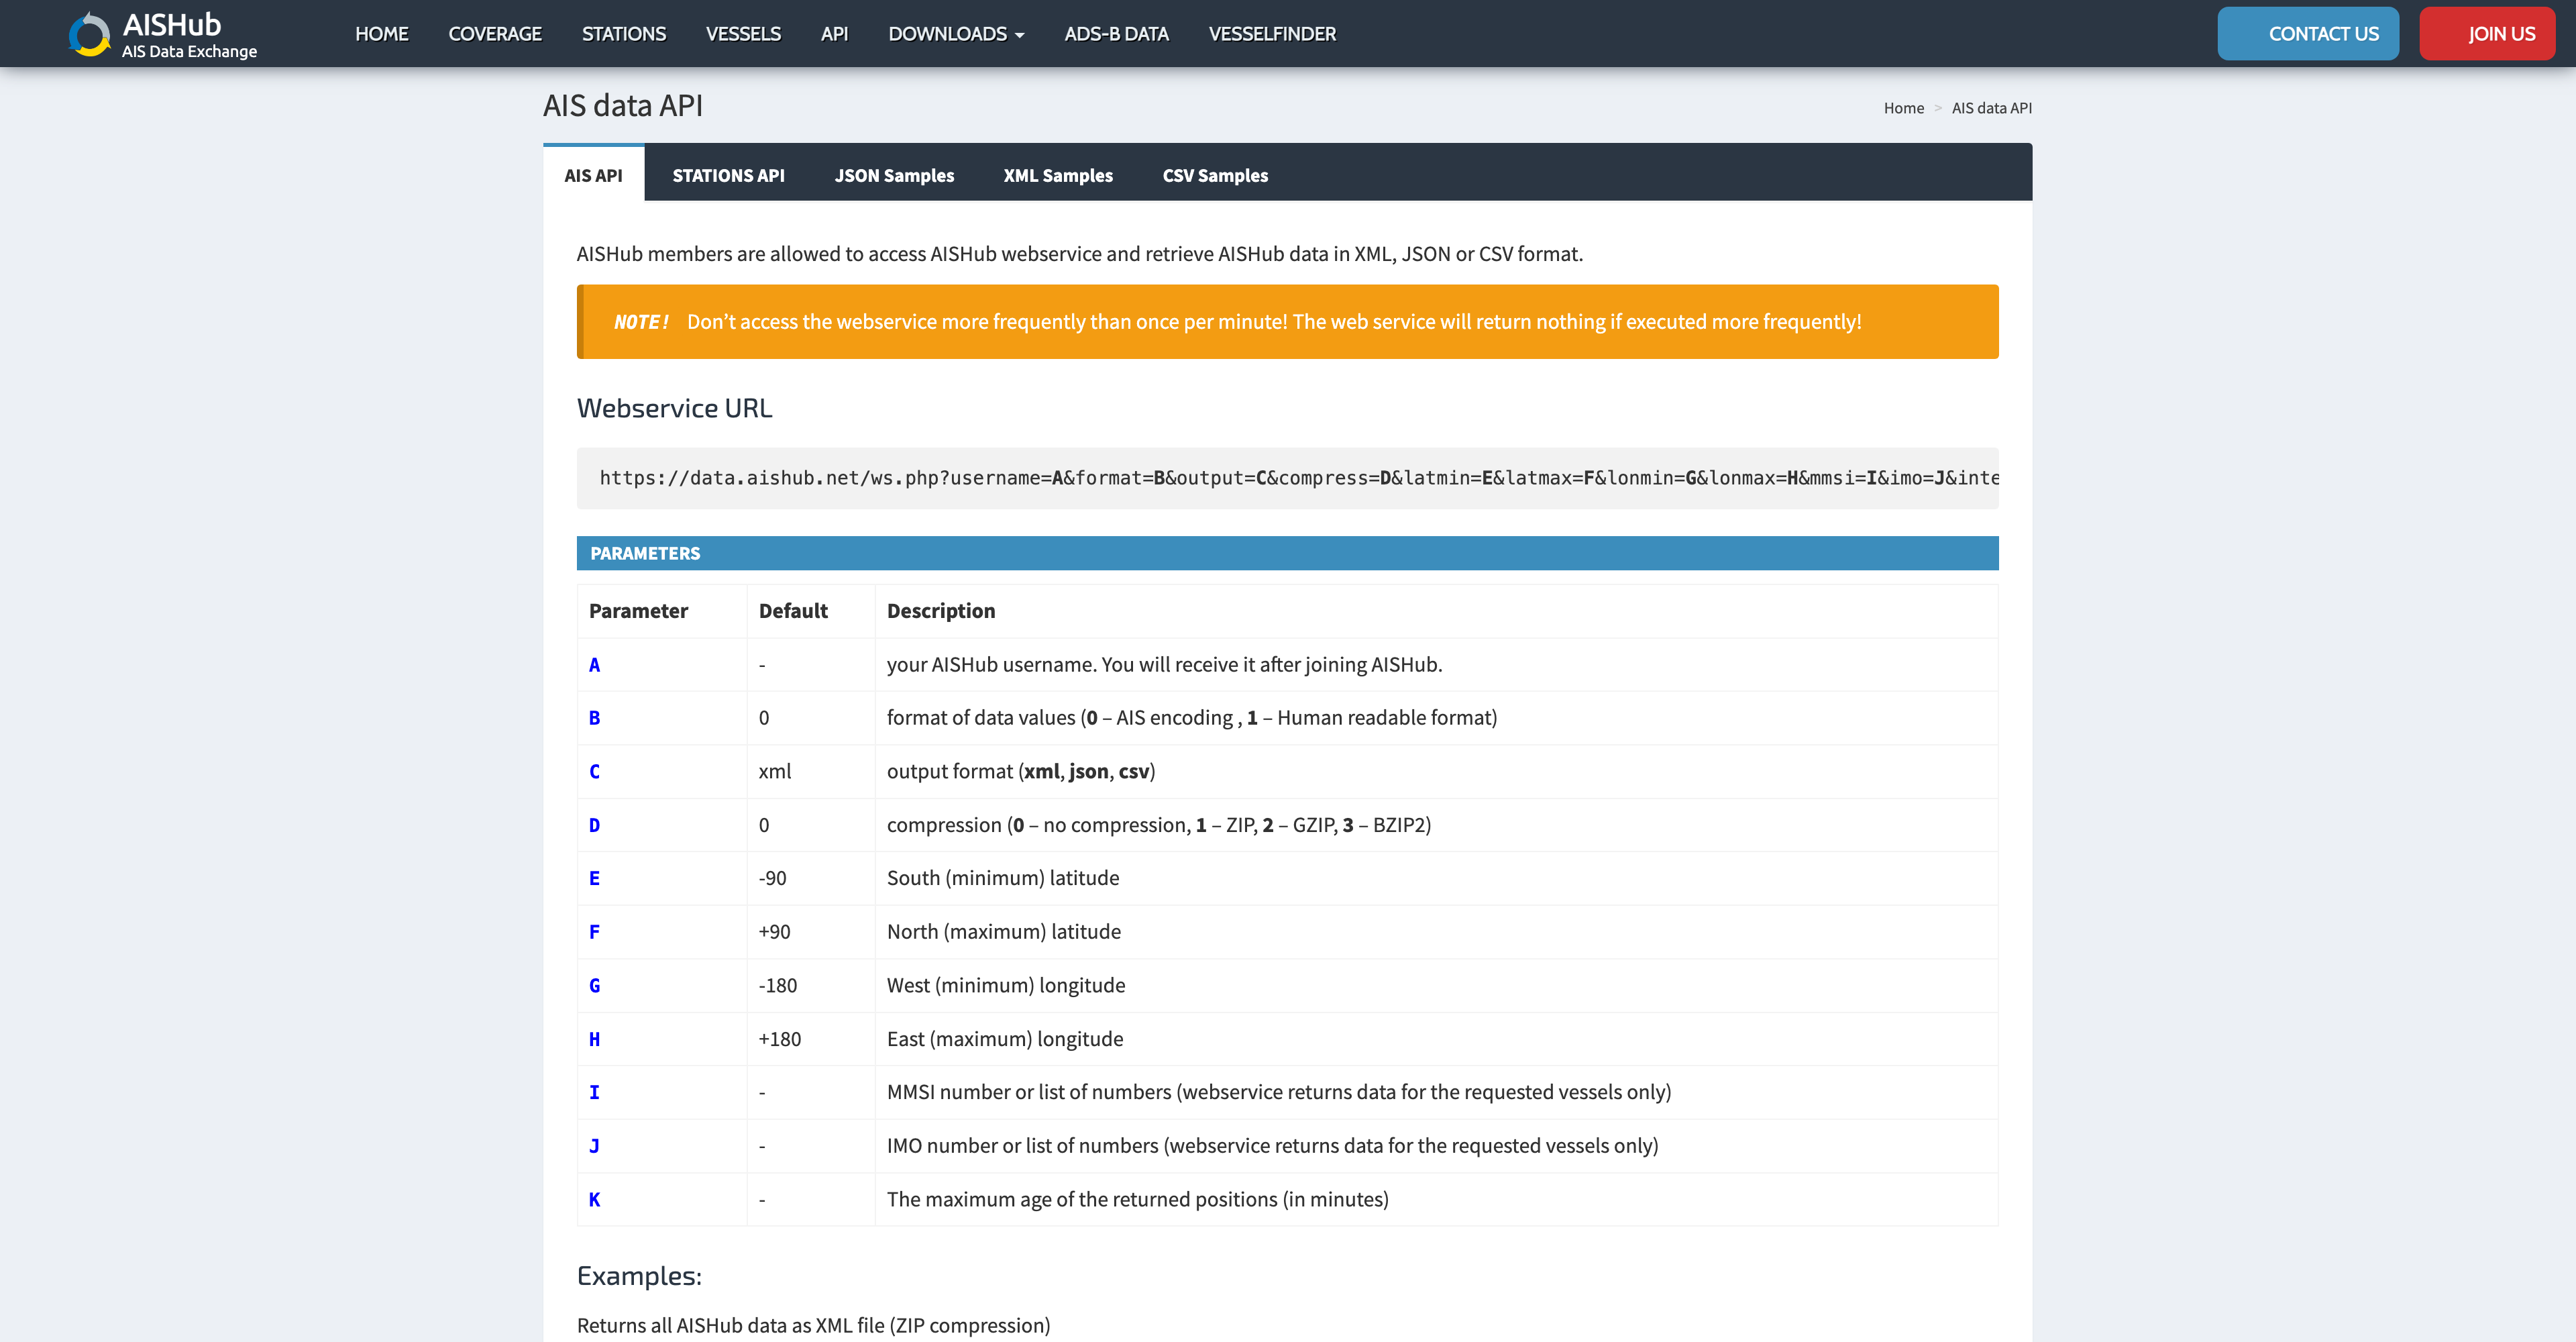 AISHub
AIS Data Exchange
HOME
COVERAGE
STATIONS
VESSELS
API
DOWNLOADS
ADS-B DATA
VESSELFINDER
CONTACT US
JOIN US
AIS data API
Home > AIS data API
AIS API
STATIONS API
JSON Samples
XML Samples
CSV Samples
AISHub members are allowed to access AISHub webservice and retrieve AISHub data in XML, JSON or CSV format.
NOTE! Don’t access the webservice more frequently than once per minute! The web service will return nothing if executed more frequently!
Webservice URL
https://data.aishub.net/ws.php?username=A&format=B&output=C&compress=D&latmin=E&latmax=F&lonmin=G&lonmax=H&mmsi=I&imo=J&inte
PARAMETERS
Parameter Default Description
A - your AISHub username. You will receive it after joining AISHub.
B 0 format of data values (0 – AIS encoding , 1 – Human readable format)
C xml output format (xml, json, csv)
D 0 compression (0 – no compression, 1 – ZIP, 2 – GZIP, 3 – BZIP2)
E -90 South (minimum) latitude
F +90 North (maximum) latitude
G -180 West (minimum) longitude
H +180 East (maximum) longitude
I - MMSI number or list of numbers (webservice returns data for the requested vessels only)
J - IMO number or list of numbers (webservice returns data for the requested vessels only)
K - The maximum age of the returned positions (in minutes)
Examples:
Returns all AISHub data as XML file (ZIP compression)